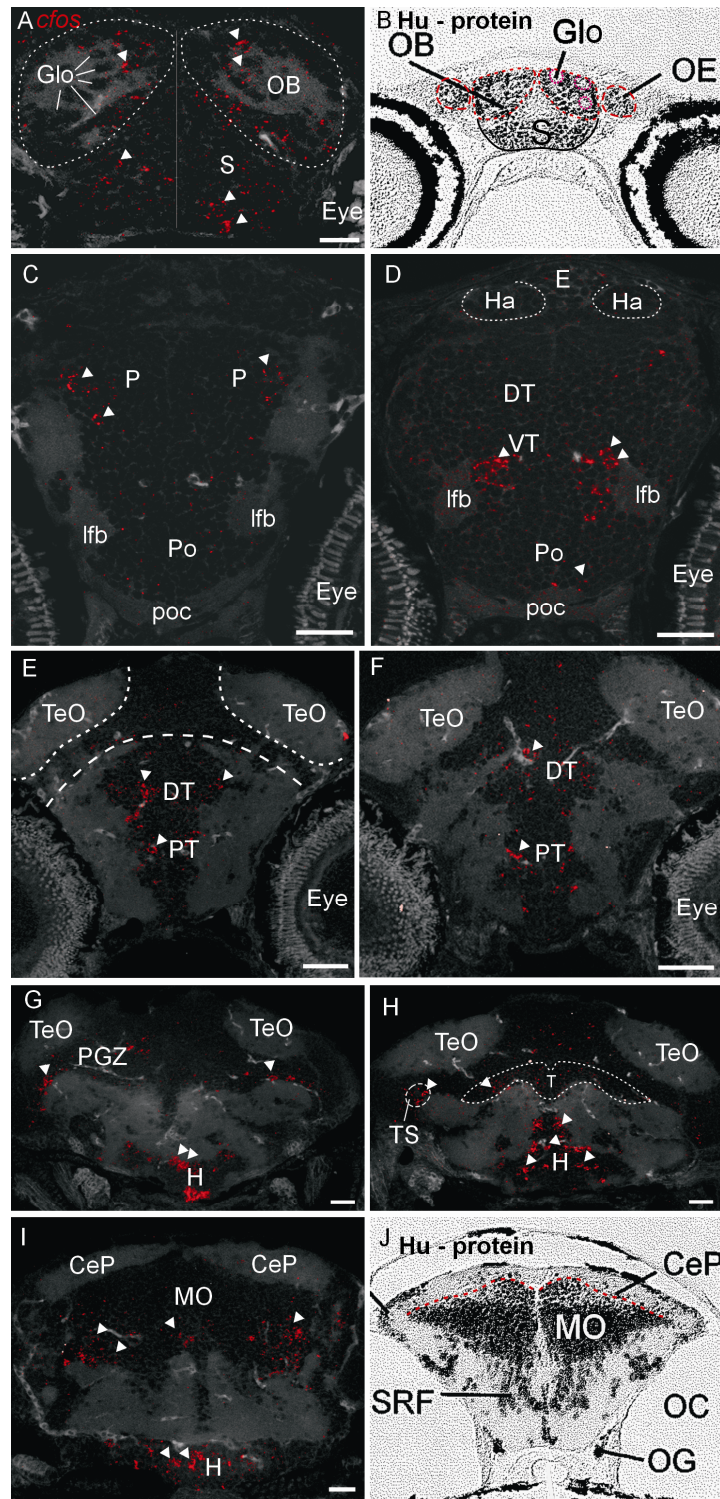 A cfos
Glo
OB
S
Eye
B Hu - protein
OB
Glo
OE
S
C
P
P
lfb
lfb
Po
poc
Eye
D
E
Ha
Ha
DT
VT
lfb
lfb
Po
poc
Eye
E
TeO
TeO
DT
PT
Eye
F
TeO
TeO
DT
PT
Eye
G
TeO
TeO
PGZ
H
H
TeO
TeO
T
TS
H
I
CeP
CeP
MO
H
J Hu - protein
CeP
MO
SRF
OC
OG